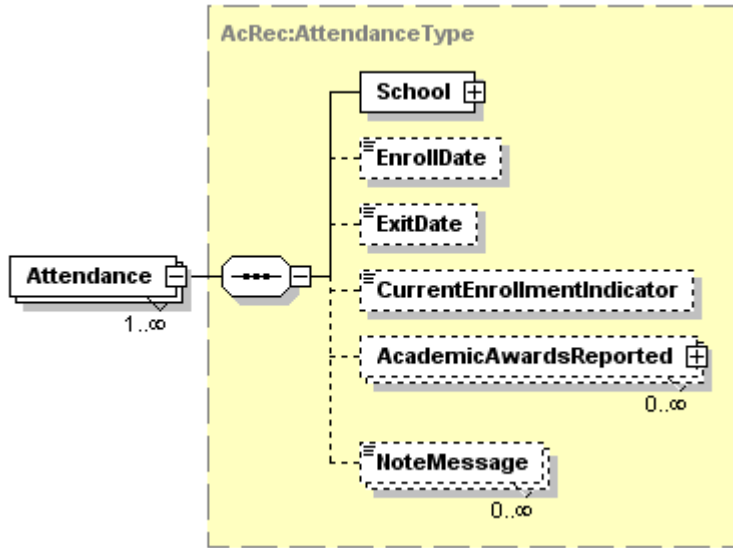 AcRec:AttendanceType
School
EnrollDate
ExitDate
Attendance
1..∞
CurrentEnrollmentIndicator
AcademicAwardsReported
0..∞
NoteMessage
0..∞